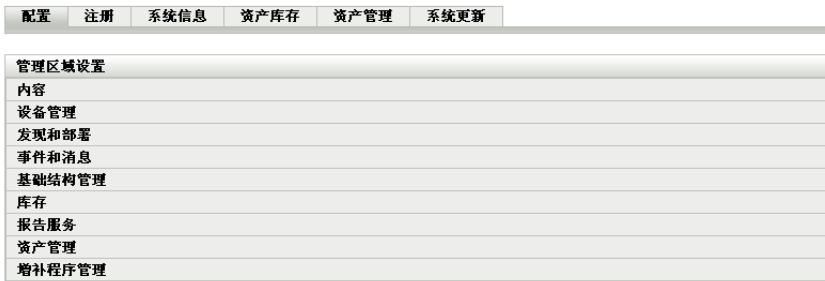 配置 注册 系统信息 资产库存 资产管理 系统更新
管理区域设置
内容
设备管理
发现和部署
事件和消息
基础结构管理
库存
报告服务
资产管理
增补程序管理